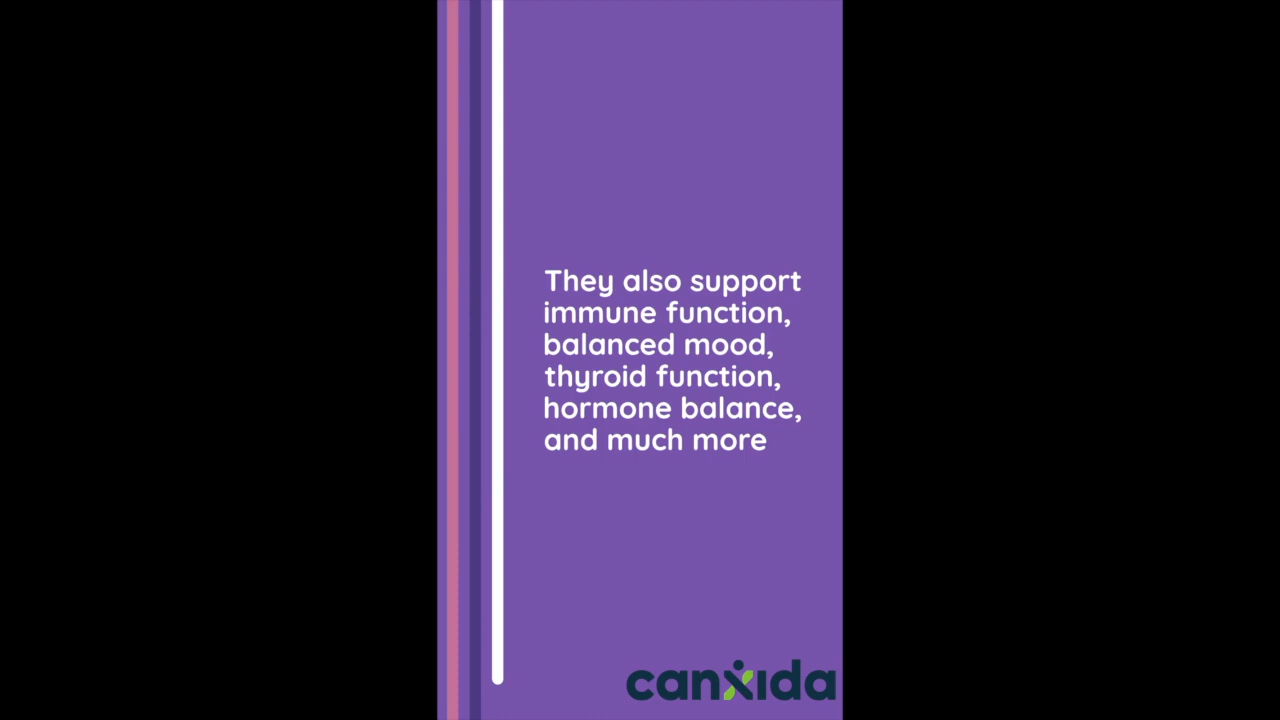 They also support
immune function,
balanced mood,
thyroid function,
hormone balance,
and much more
canxida